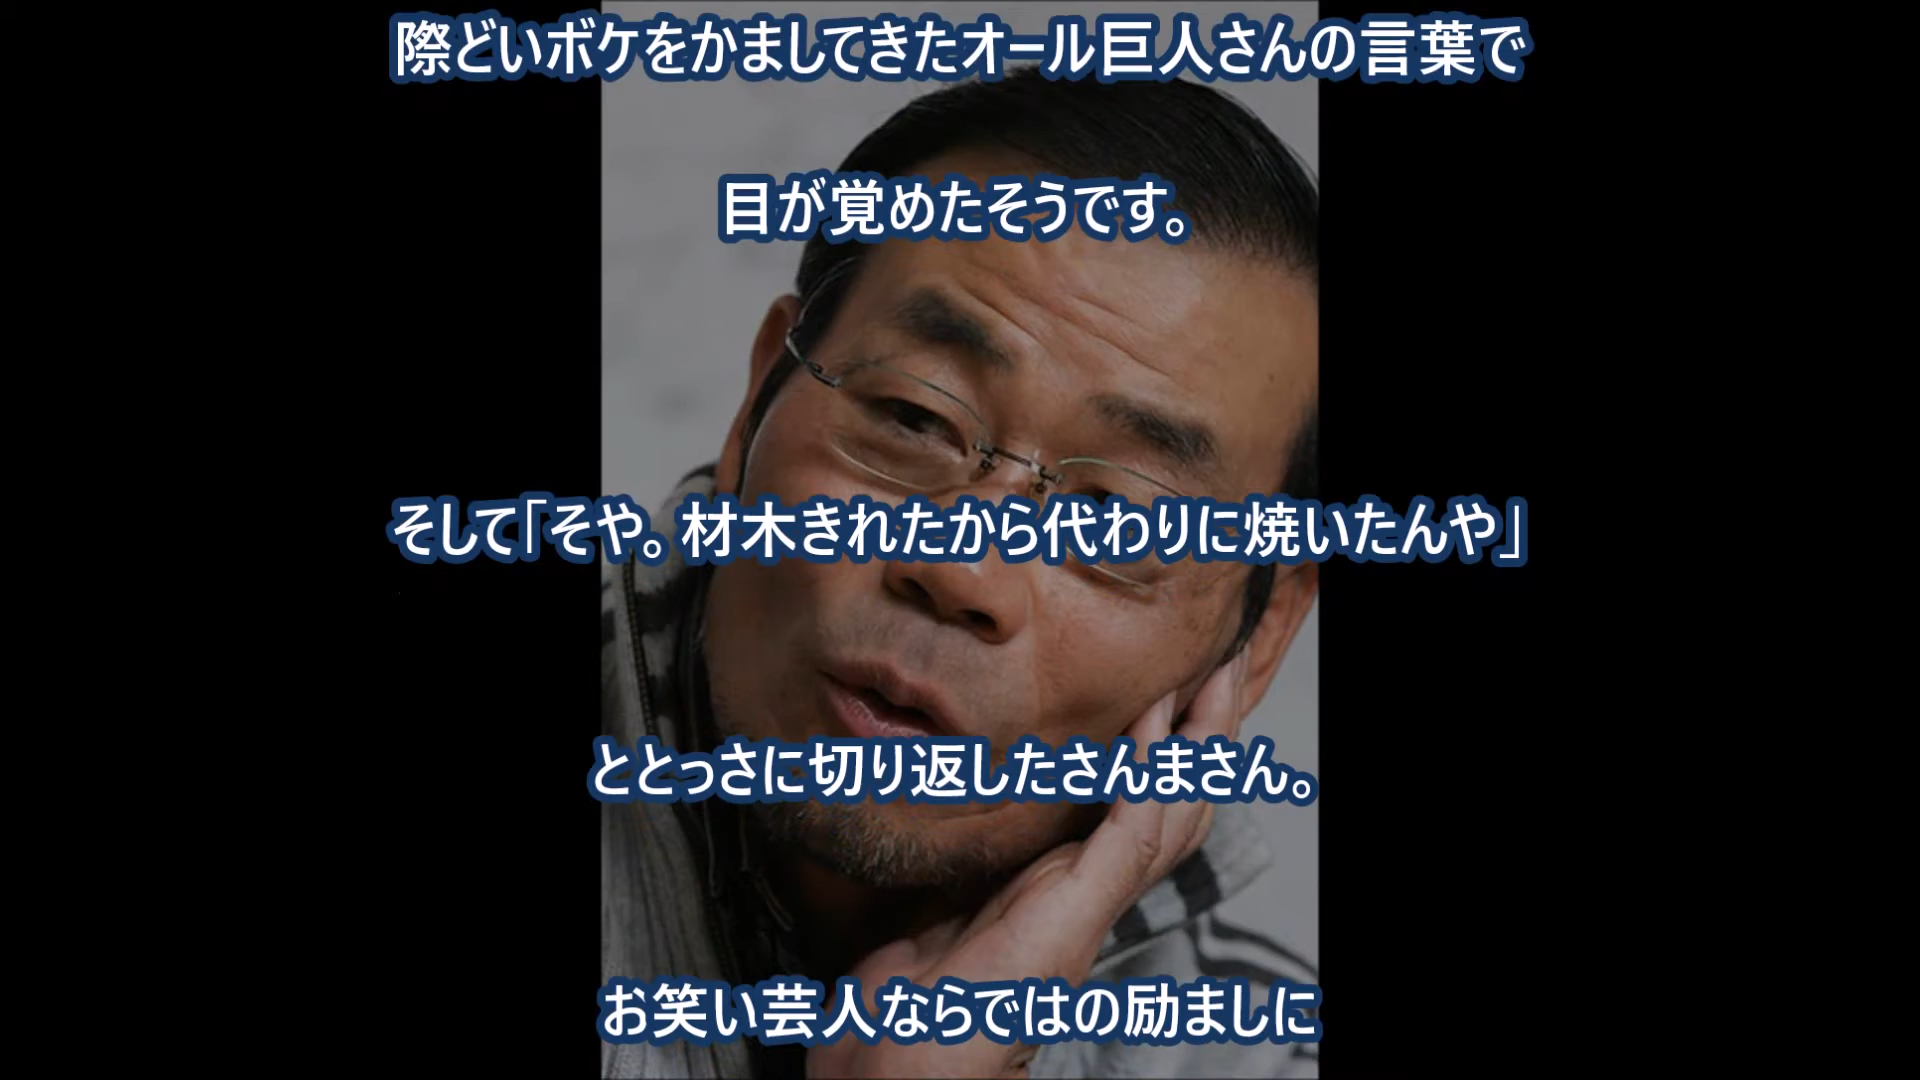 際どいボケをかましてきたオール巨人さんの言葉で
目が覚めたそうです。
そして「そや。材木きれたから代わりに焼いたんや」
ととっさに切り返したさんまさん。
お笑い芸人ならではの励ましに